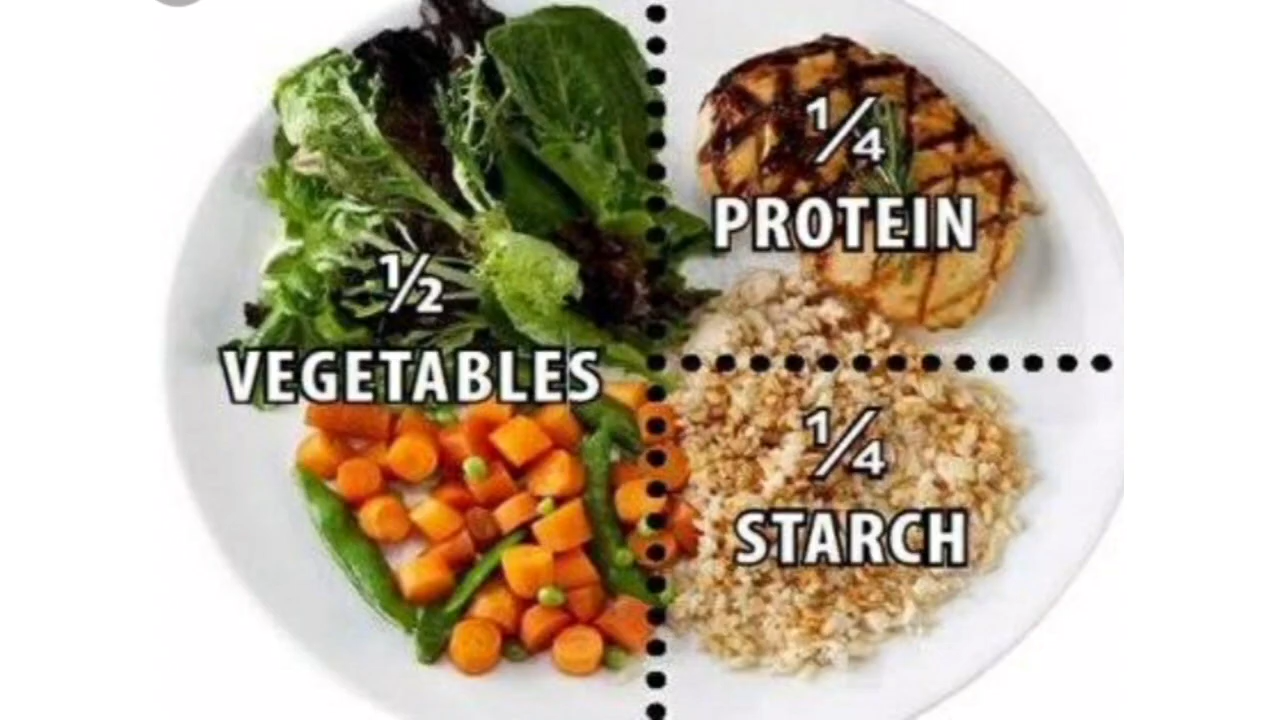 ½
VEGETABLES
¼
PROTEIN
¼
STARCH